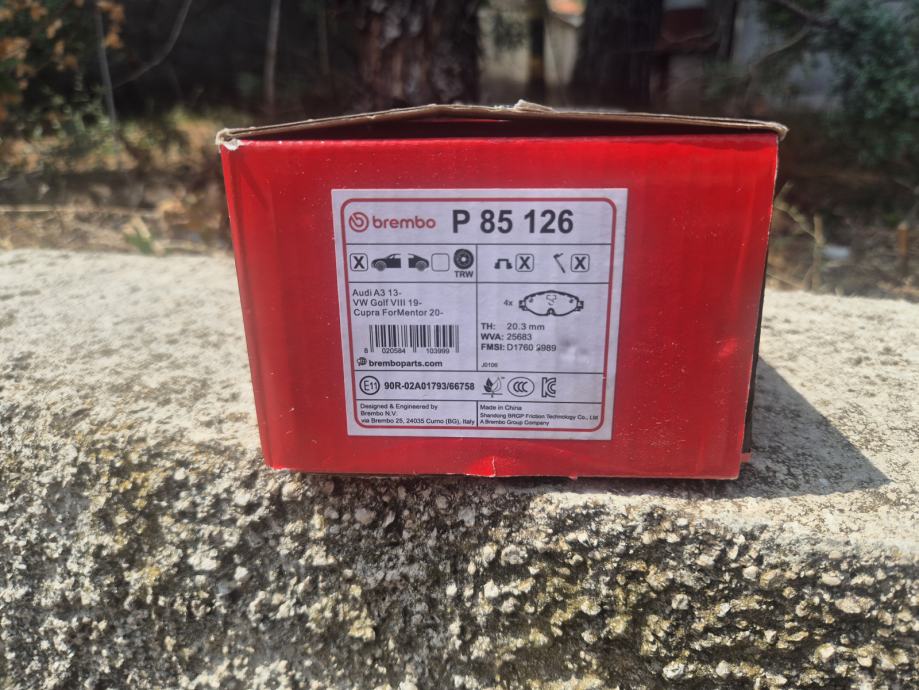 brembo P 85 126
X
TRW
X
X
Audi A3 13-
VW Golf VIII 19-
Cupra ForMentor 20-
8 020584 103999
bremboparts.com
4x
TH: 20.3 mm
WVA: 25683
FMSI: D1760 9989
J0106
E11 90R-02A01793/66758
CCC
Designed & Engineered by
Brembo N.V.
via Brembo 25, 24035 Curno (BG), Italy
Made in China
Shandong BRGP Friction Technology Co., Ltd
A Brembo Group Company